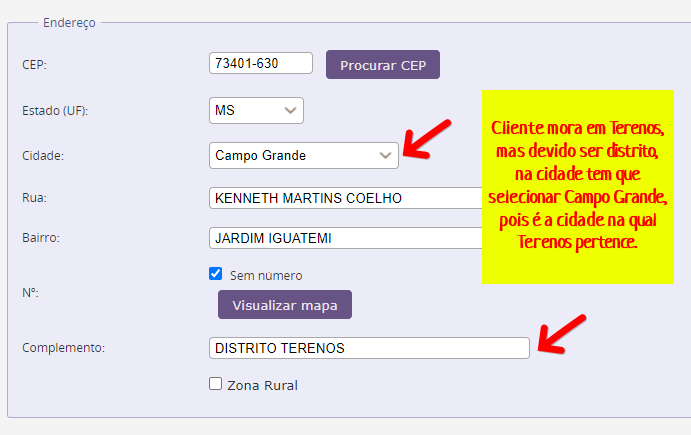 Endereço
CEP: 73401-630 Procurar CEP
Estado (UF): MS
Cidade: Campo Grande
Rua: KENNETH MARTINS COELHO
Bairro: JARDIM IGUATEMI
Sem número
Nº:
Visualizar mapa
Complemento: DISTRITO TERENOS
Zona Rural
Cliente mora em Terenos,
mas devido ser distrito,
na cidade tem que
selecionar Campo Grande,
pois é a cidade na qual
Terenos pertence.